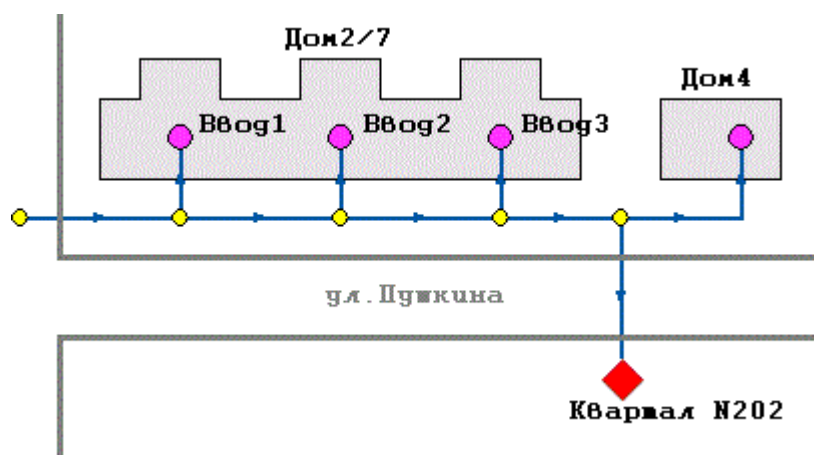 Дом2/7
Дом4
Ввод1
Ввод2
Ввод3
ул.Пушкина
Квартал N202